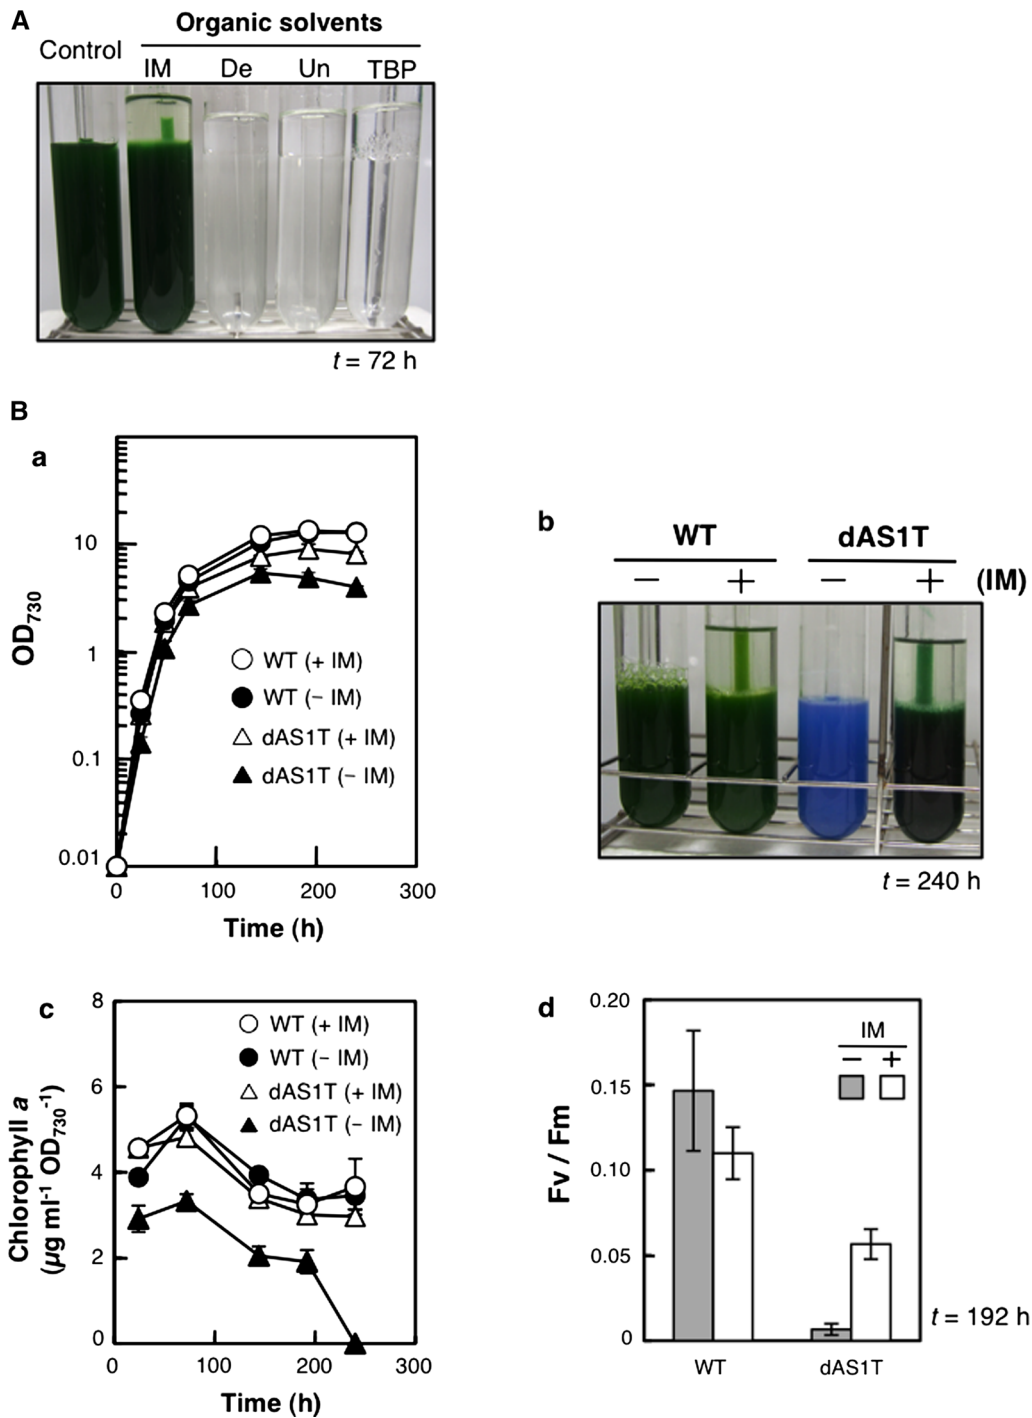 A
Organic solvents
Control
IM De Un TBP
t = 72 h
B
a
OD730
10
1
0.1
0.01
0 100 200 300
Time (h)
WT (+ IM)
WT (− IM)
dAS1T (+ IM)
dAS1T (− IM)
b
WT dAS1T
− + − + (IM)
t = 240 h
c
Chlorophyll a
(µg ml-1 OD730-1)
8
6
4
2
0
0 100 200 300
Time (h)
WT (+ IM)
WT (− IM)
dAS1T (+ IM)
dAS1T (− IM)
d
Fv / Fm
0.20
0.15
0.10
0.05
0
IM
− +
WT dAS1T
t = 192 h